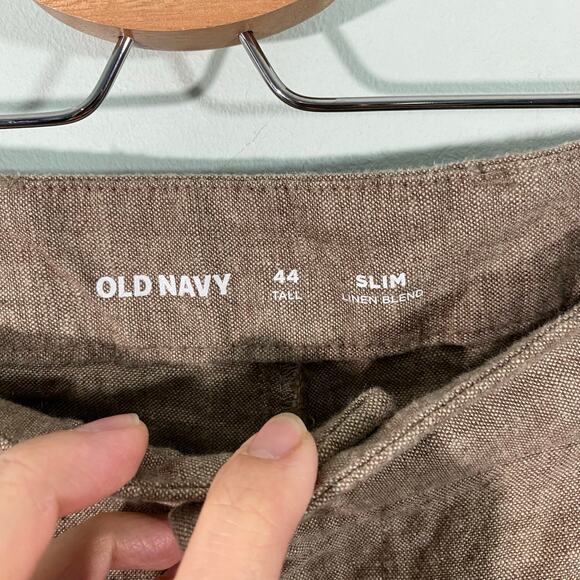 OLD NAVY
44
TALL
SLIM
LINEN BLEND